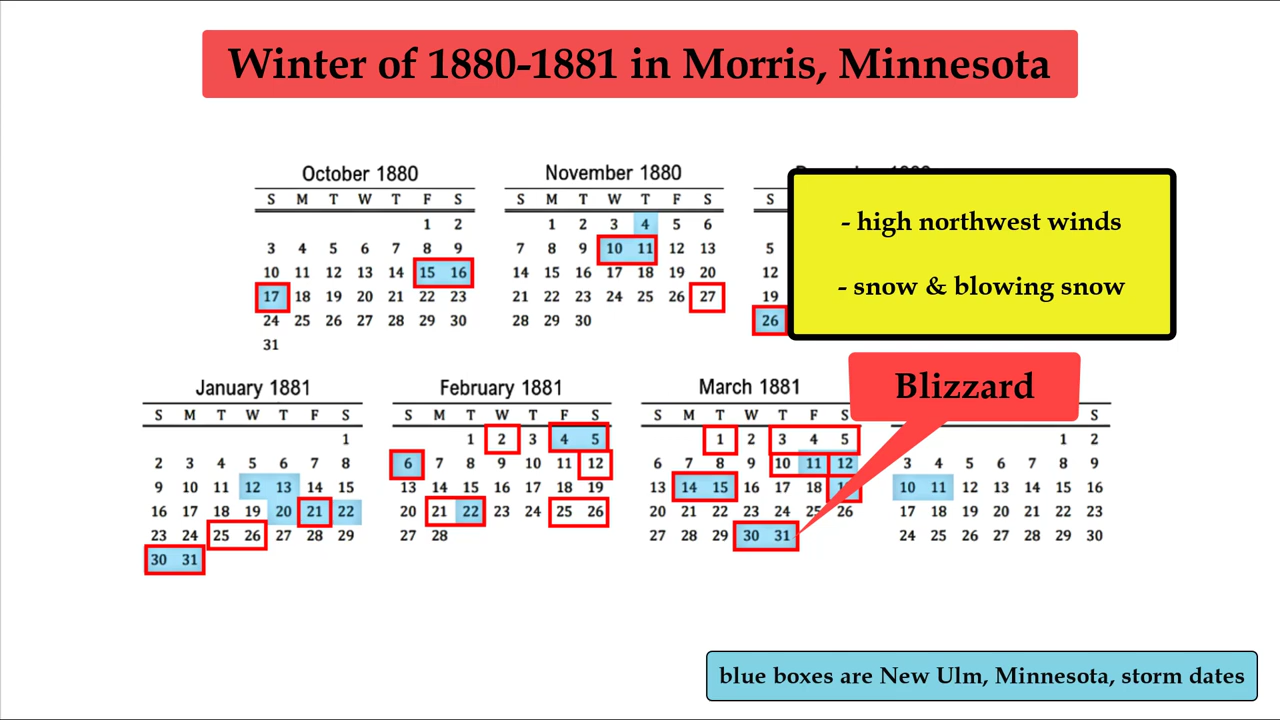 Winter of 1880-1881 in Morris, Minnesota
October 1880
S M T W T F S
1 2
3 4 5 6 7 8 9
10 11 12 13 14 15 16
17 18 19 20 21 22 23
24 25 26 27 28 29 30
31
November 1880
S M T W T F S
1 2 3 4 5 6
7 8 9 10 11 12 13
14 15 16 17 18 19 20
21 22 23 24 25 26 27
28 29 30
S
5
12
19
26
- high northwest winds
- snow & blowing snow
Blizzard
January 1881
S M T W T F S
1
2 3 4 5 6 7 8
9 10 11 12 13 14 15
16 17 18 19 20 21 22
23 24 25 26 27 28 29
30 31
February 1881
S M T W T F S
1 2 3 4 5
6 7 8 9 10 11 12
13 14 15 16 17 18 19
20 21 22 23 24 25 26
27 28
March 1881
S M T W T F S
1 2 3 4 5
6 7 8 9 10 11 12
13 14 15 16 17 18
20 21 22 23 24 25 26
27 28 29 30 31
S
1 2
3 4 5 6 7 8 9
10 11 12 13 14 15 16
17 18 19 20 21 22 23
24 25 26 27 28 29 30
blue boxes are New Ulm, Minnesota, storm dates